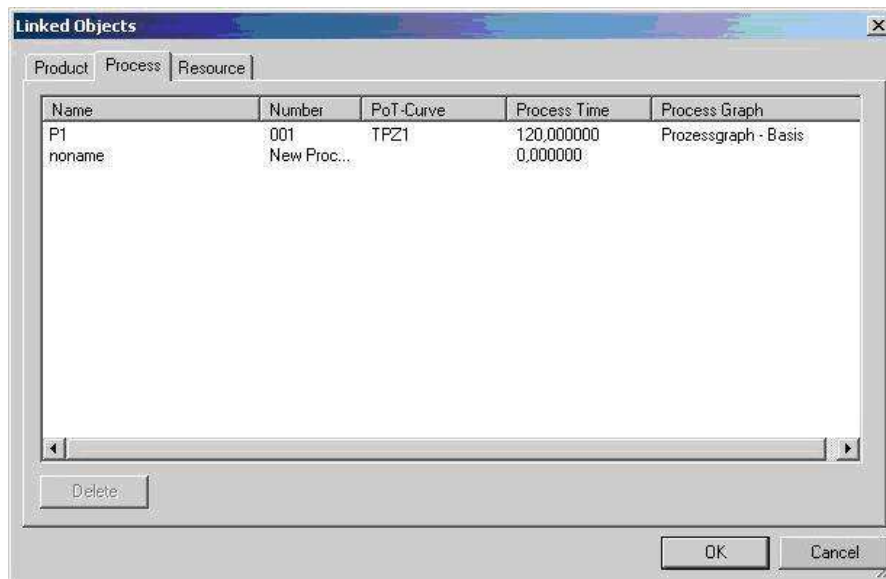 Linked Objects
Product Process Resource
Name Number PoT-Curve Process Time Process Graph
P1 001 TPZ1 120,000000 Prozessgraph - Basis
noname New Proc... 0,000000
Delete
OK Cancel